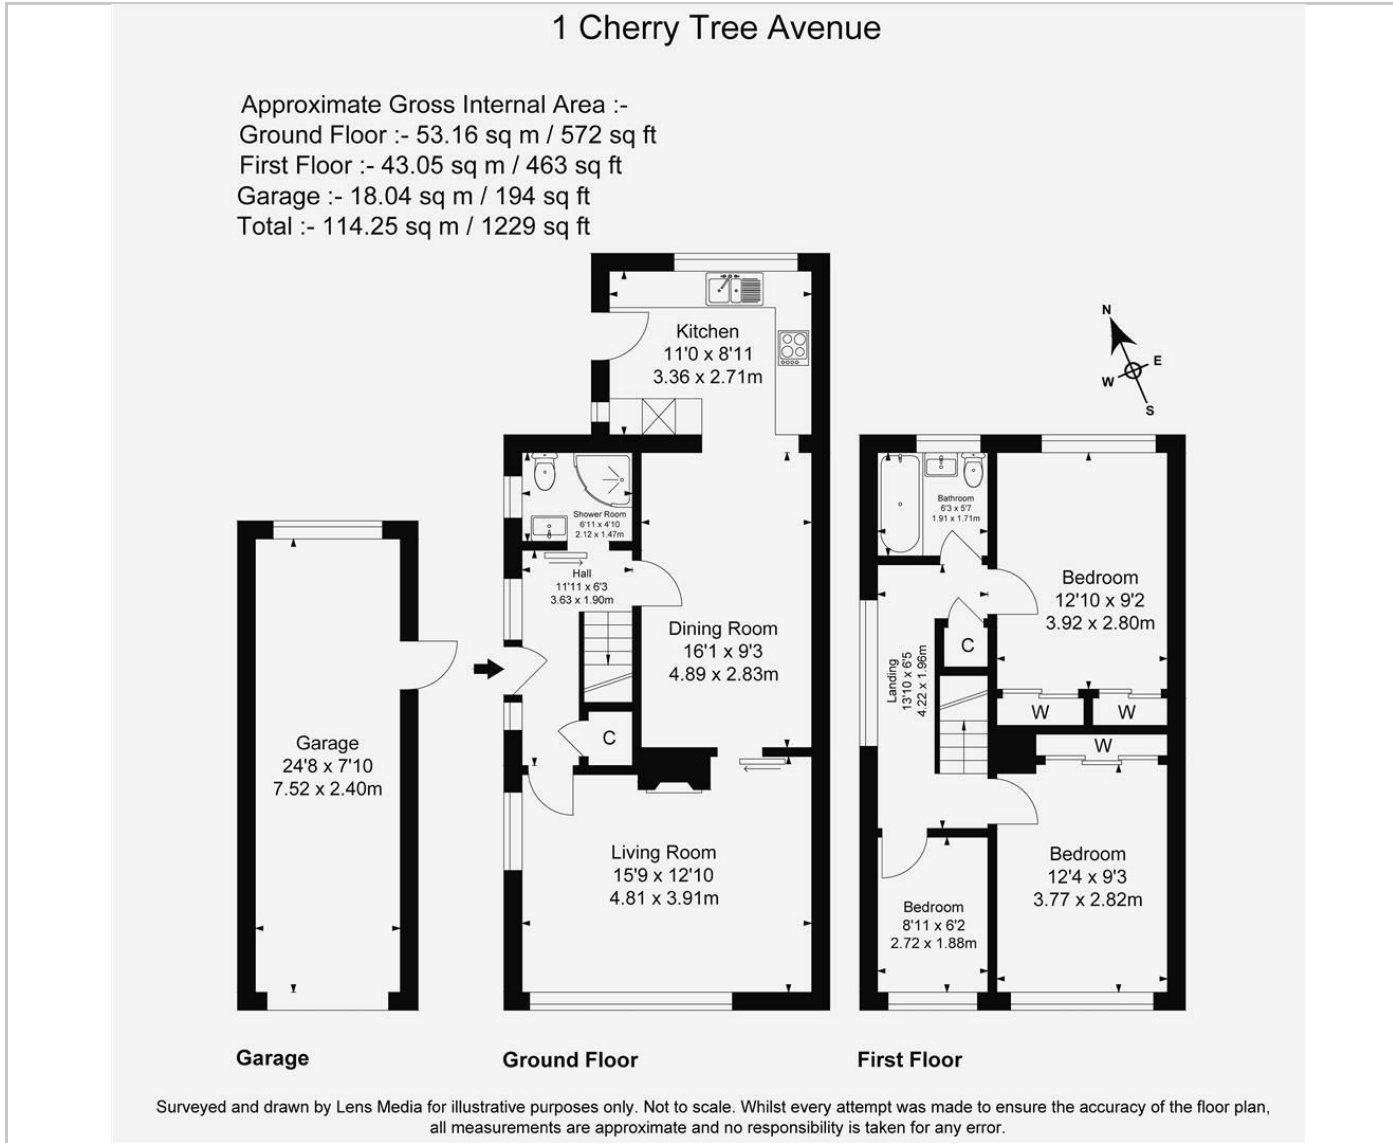 1 Cherry Tree Avenue
Approximate Gross Internal Area :-
Ground Floor :- 53.16 sq m / 572 sq ft
First Floor :- 43.05 sq m / 463 sq ft
Garage :- 18.04 sq m / 194 sq ft
Total :- 114.25 sq m / 1229 sq ft
Kitchen
11'0 x 8'11
3.36 x 2.71m
N
E
W
S
Shower Room
6'11 x 4'10
2.12 x 1.47m
Hall
11'11 x 6'3
3.63 x 1.90m
Dining Room
16'1 x 9'3
4.89 x 2.83m
C
Living Room
15'9 x 12'10
4.81 x 3.91m
Garage
24'8 x 7'10
7.52 x 2.40m
Bathroom
6'3 x 5'7
1.91 x 1.71m
Bedroom
12'10 x 9'2
3.92 x 2.80m
C
Landing
13'10 x 6'5
4.22 x 1.96m
W
W
W
Bedroom
12'4 x 9'3
3.77 x 2.82m
Bedroom
8'11 x 6'2
2.72 x 1.88m
Garage
Ground Floor
First Floor
Surveyed and drawn by Lens Media for illustrative purposes only. Not to scale. Whilst every attempt was made to ensure the accuracy of the floor plan,
all measurements are approximate and no responsibility is taken for any error.